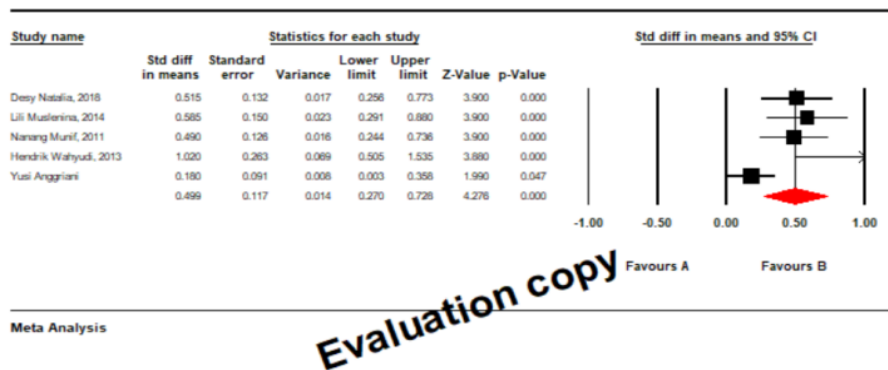 Study name Statistics for each study Std diff in means and 95% CI
Std diff Standard Lower Upper
in means error Variance limit limit Z-Value p-Value
Desy Natalia, 2018 0.515 0.132 0.017 0.256 0.773 3.900 0.000
Lili Muslenina, 2014 0.585 0.150 0.023 0.291 0.880 3.900 0.000
Nanang Munif, 2011 0.490 0.126 0.016 0.244 0.736 3.900 0.000
Hendrik Wahyudi, 2013 1.020 0.263 0.069 0.505 1.535 3.880 0.000
Yusi Anggriani 0.180 0.091 0.008 0.003 0.358 1.990 0.047
0.499 0.117 0.014 0.270 0.728 4.276 0.000
-1.00 -0.50 0.00 0.50 1.00
Favours A Favours B
Evaluation copy
Meta Analysis